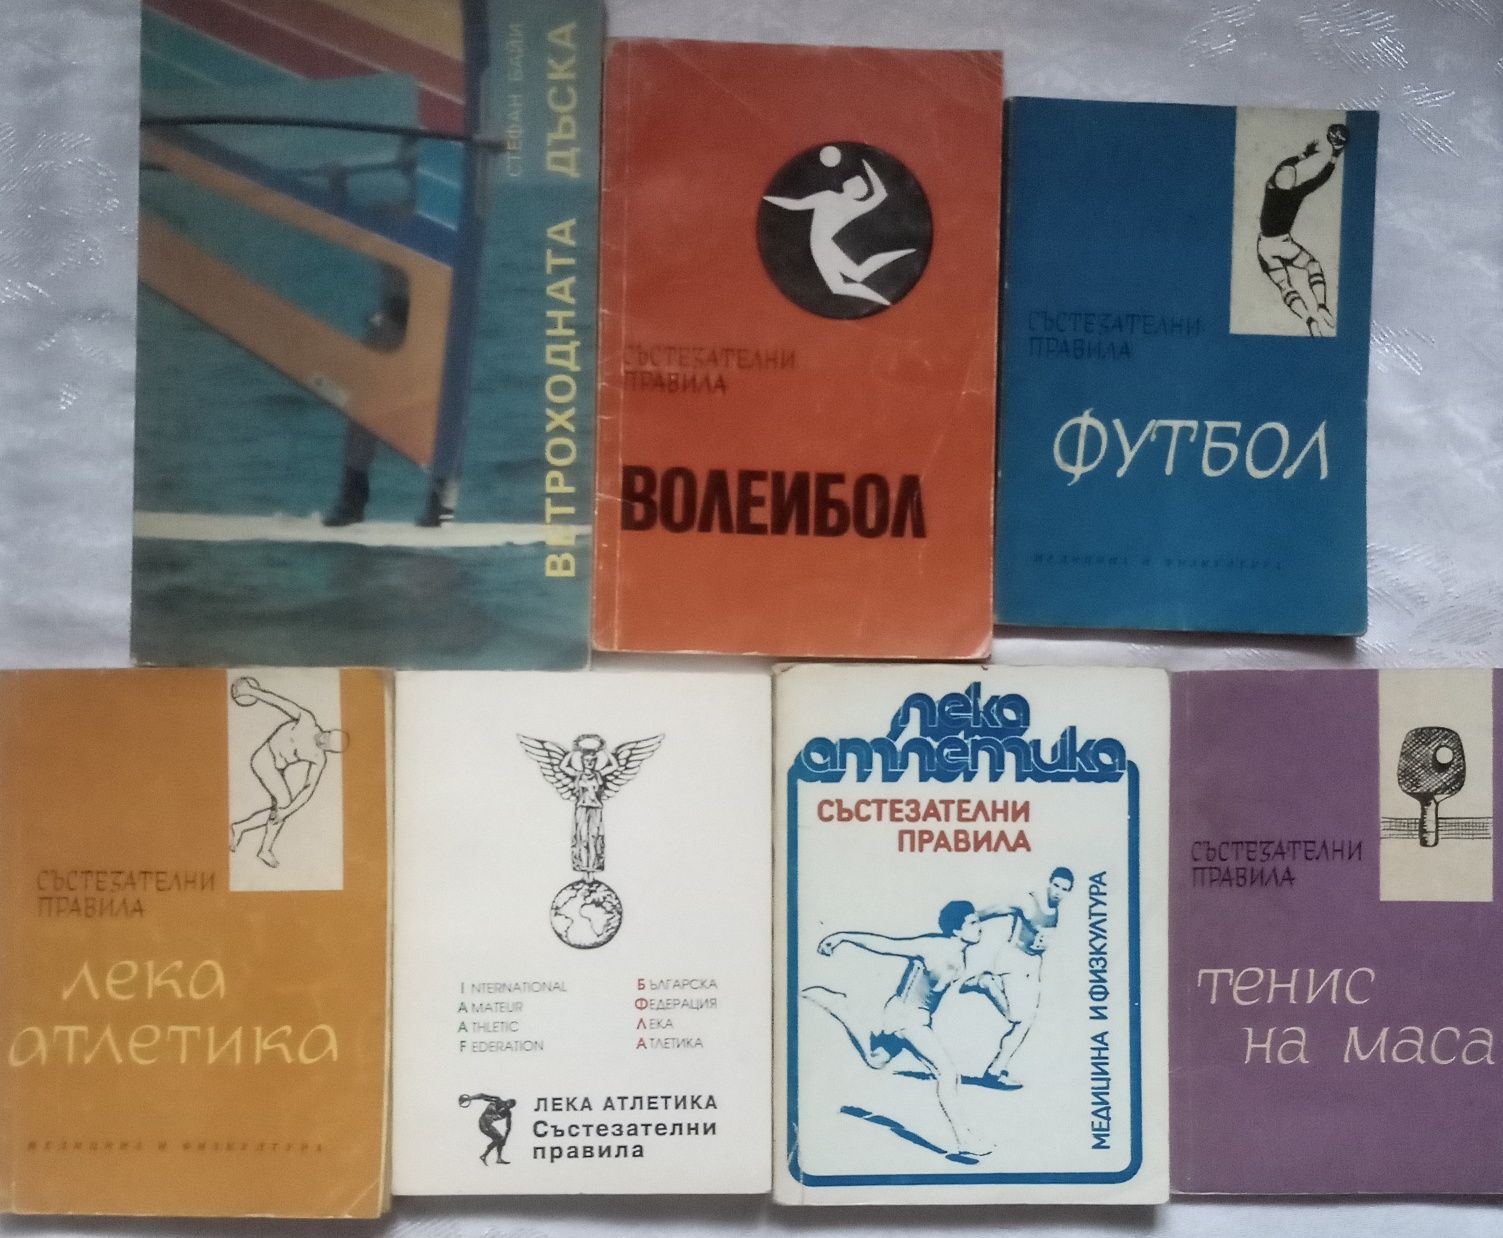 СТЕФАН БАЙИ
ВЕТРОХОДНАТА ДЪСКА
СЪСТЕЗАТЕЛНИ
ПРАВИЛА
ВОЛЕЙБОЛ
СЪСТЕЗАТЕЛНИ
ПРАВИЛА
ФУТБОЛ
МЕДИЦИНА И ФИЗКУЛТУРА
СЪСТЕЗАТЕЛНИ
ПРАВИЛА
ЛЕКА
АТЛЕТИКА
МЕДИЦИНА И ФИЗКУЛТУРА
INTERNATIONAL
AMATEUR
ATHLETIC
FEDERATION
БЪЛГАРСКА
ФЕДЕРАЦИЯ
ЛЕКА
АТЛЕТИКА
ЛЕКА АТЛЕТИКА
Състезателни
правила
лека
атлетика
СЪСТЕЗАТЕЛНИ
ПРАВИЛА
МЕДИЦИНА И ФИЗКУЛТУРА
СЪСТЕЗАТЕЛНИ
ПРАВИЛА
ТЕНИС
НА МАСА